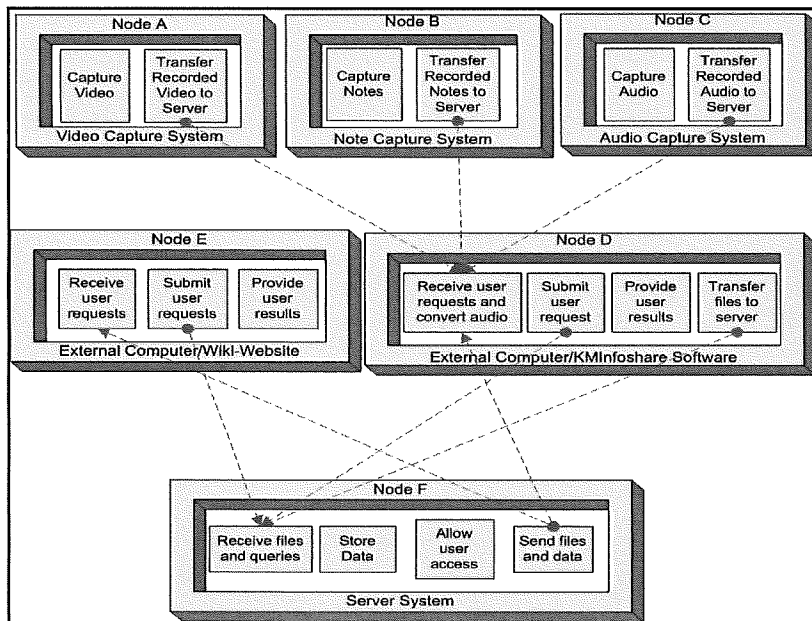 Node A
Capture
Video
Transfer
Recorded
Video to
Server
Video Capture System
Node B
Capture
Notes
Transfer
Recorded
Notes to
Server
Note Capture System
Node C
Capture
Audio
Transfer
Recorded
Audio to
Server
Audio Capture System
Node E
Receive
user
requests
Submit
user
requests
Provide
user
results
External Computer/Wiki-Website
Node D
Receive user
requests and
convert audio
Submit
user
request
Provide
user
results
Transfer
files to
server
External Computer/KMInfoshare Software
Node F
Receive files
and queries
Store
Data
Allow
user
access
Send files
and data
Server System